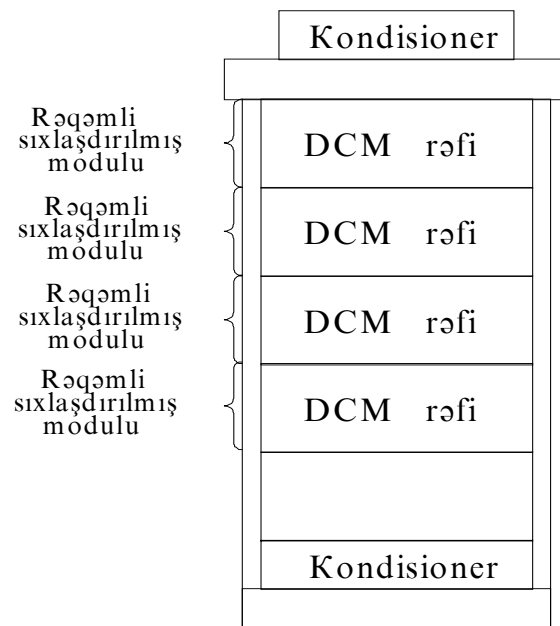 Kondisioner
Rəqəmli
sıxlaşdırılmış
modulu
DCM rəfi
Rəqəmli
sıxlaşdırılmış
modulu
DCM rəfi
Rəqəmli
sıxlaşdırılmış
modulu
DCM rəfi
Rəqəmli
sıxlaşdırılmış
modulu
DCM rəfi
Kondisioner